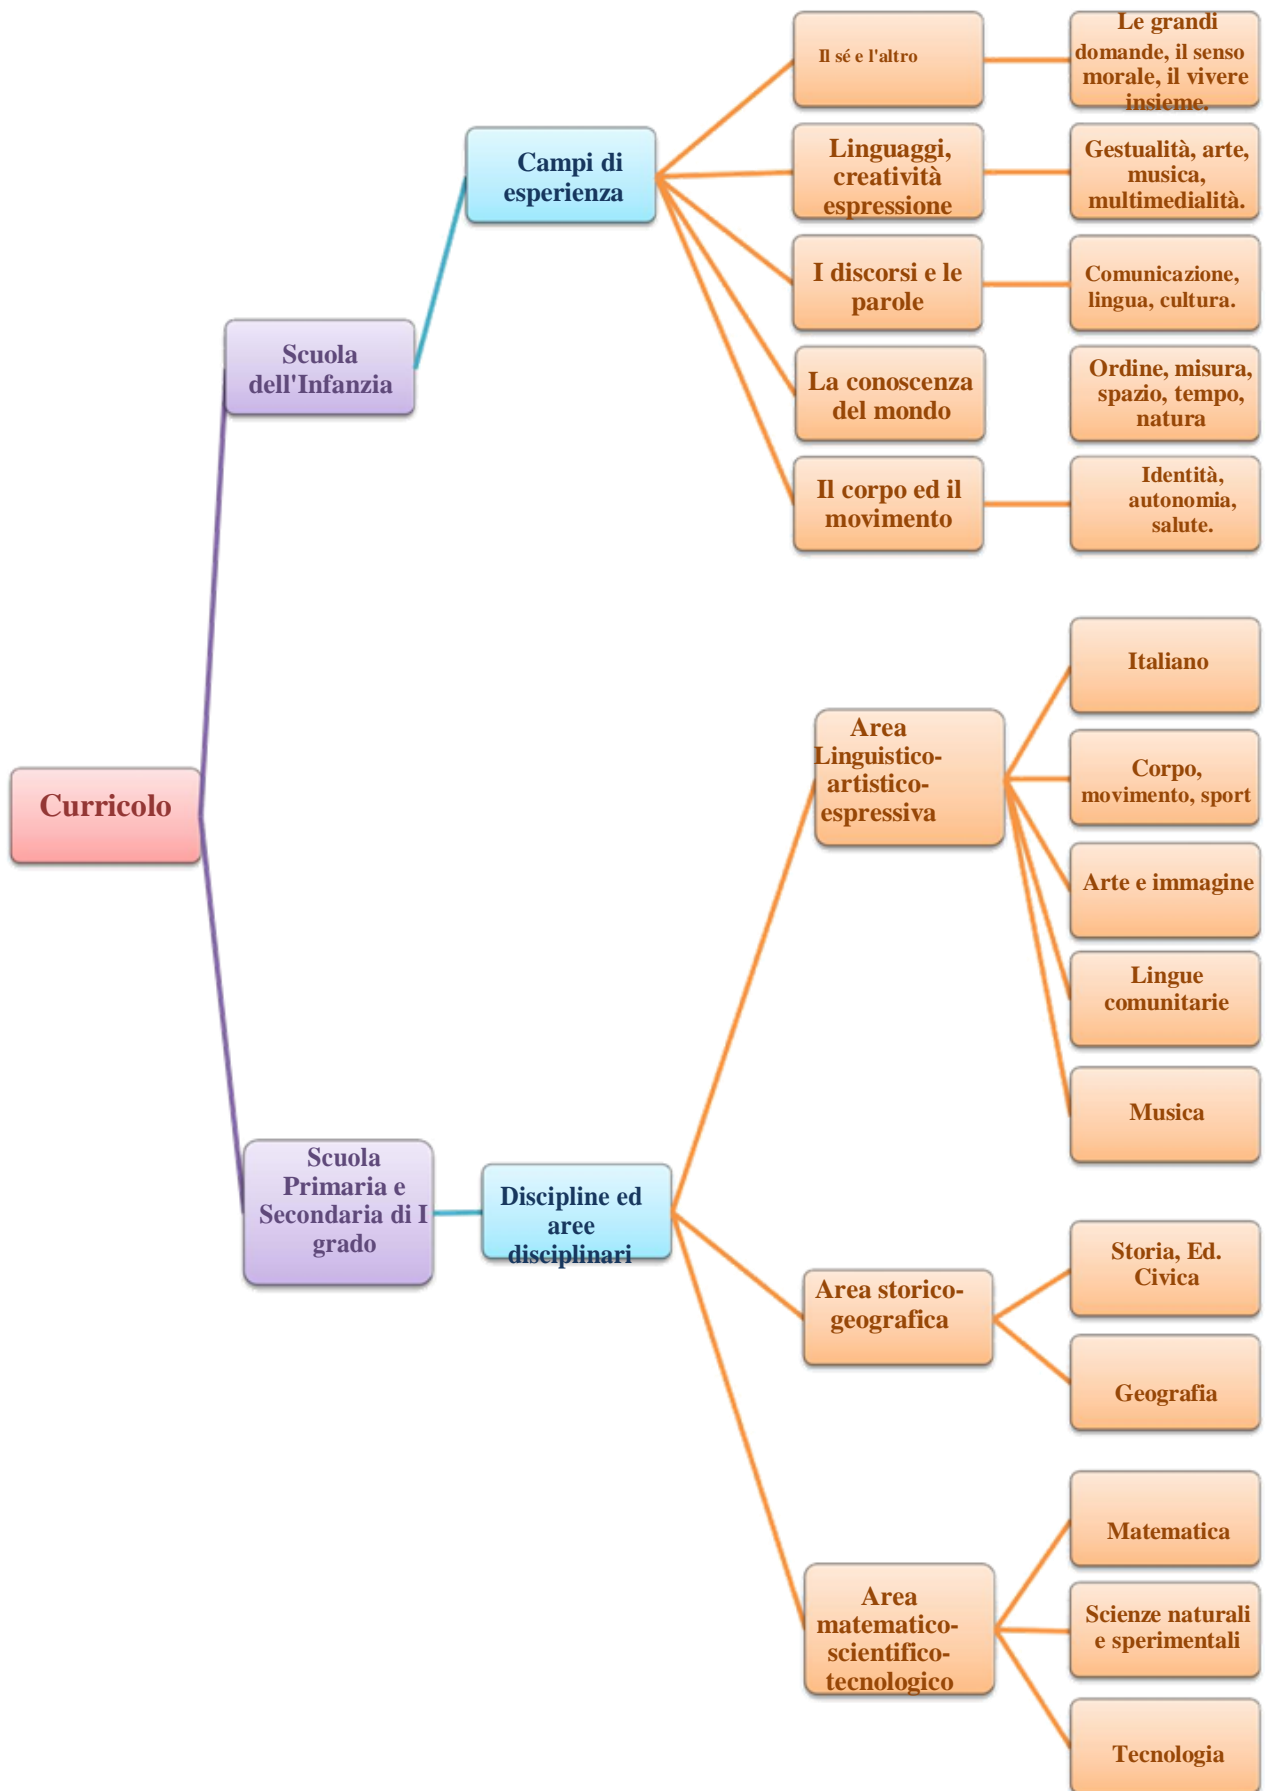 Il sé e l'altro
Le grandi
domande, il senso
morale, il vivere
insieme.
Campi di
esperienza
Linguaggi,
creatività
espressione
Gestualità, arte,
musica,
multimedialità.
I discorsi e le
parole
Comunicazione,
lingua, cultura.
Scuola
dell'Infanzia
La conoscenza
del mondo
Ordine, misura,
spazio, tempo,
natura
Il corpo ed il
movimento
Identità,
autonomia,
salute.
Curricolo
Area
Linguistico-
artistico-
espressiva
Italiano
Corpo,
movimento, sport
Arte e immagine
Lingue
comunitarie
Musica
Scuola
Primaria e
Secondaria di I
grado
Discipline ed
aree
disciplinari
Area storico-
geografica
Storia, Ed.
Civica
Geografia
Area
matematico-
scientifico-
tecnologico
Matematica
Scienze naturali
e sperimentali
Tecnologia